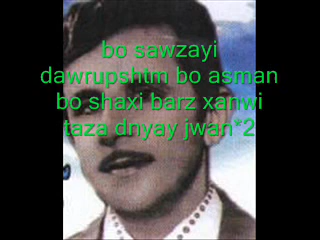 bo sawzayi
dawrupshtm bo asman
bo shaxi barz xanwi
taza dnyay jwan*2